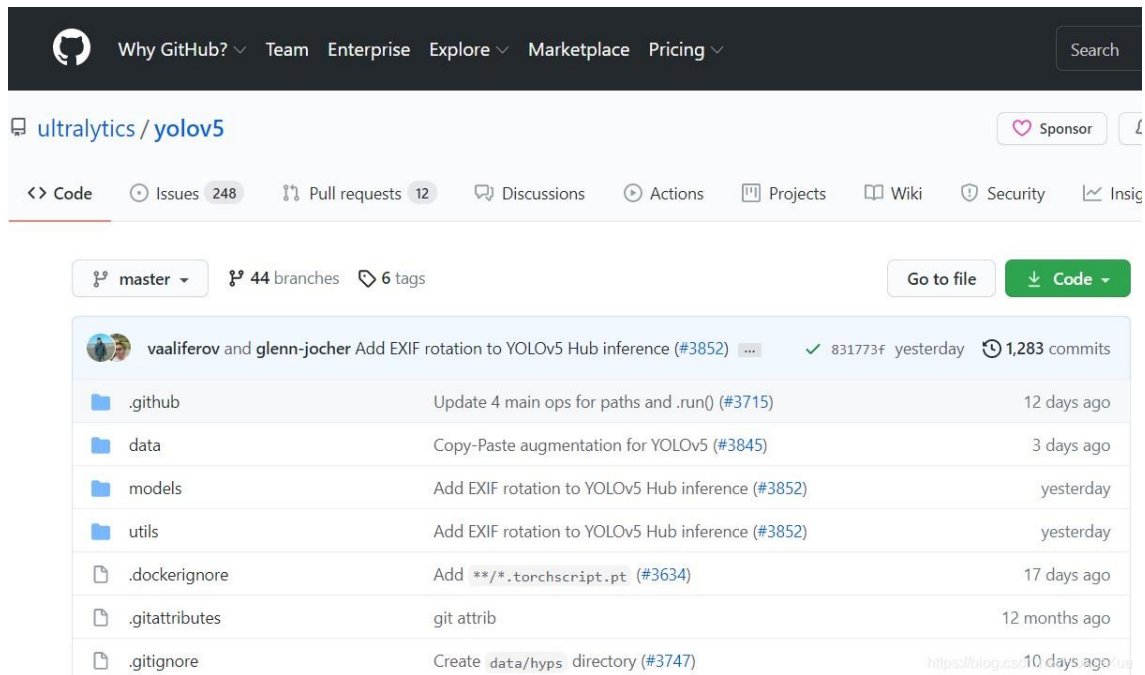 Why GitHub? Team Enterprise Explore Marketplace Pricing Search
ultralytics / yolov5 Sponsor
Code Issues 248 Pull requests 12 Discussions Actions Projects Wiki Security Insig
master 44 branches 6 tags Go to file Code
vaaliferov and glenn-jocher Add EXIF rotation to YOLOv5 Hub inference (#3852) ... 831773f yesterday 1,283 commits
.github Update 4 main ops for paths and .run() (#3715) 12 days ago
data Copy-Paste augmentation for YOLOv5 (#3845) 3 days ago
models Add EXIF rotation to YOLOv5 Hub inference (#3852) yesterday
utils Add EXIF rotation to YOLOv5 Hub inference (#3852) yesterday
.dockerignore Add **/*.torchscript.pt (#3634) 17 days ago
.gitattributes git attrib 12 months ago
.gitignore Create data/hyps directory (#3747) 10 days ago